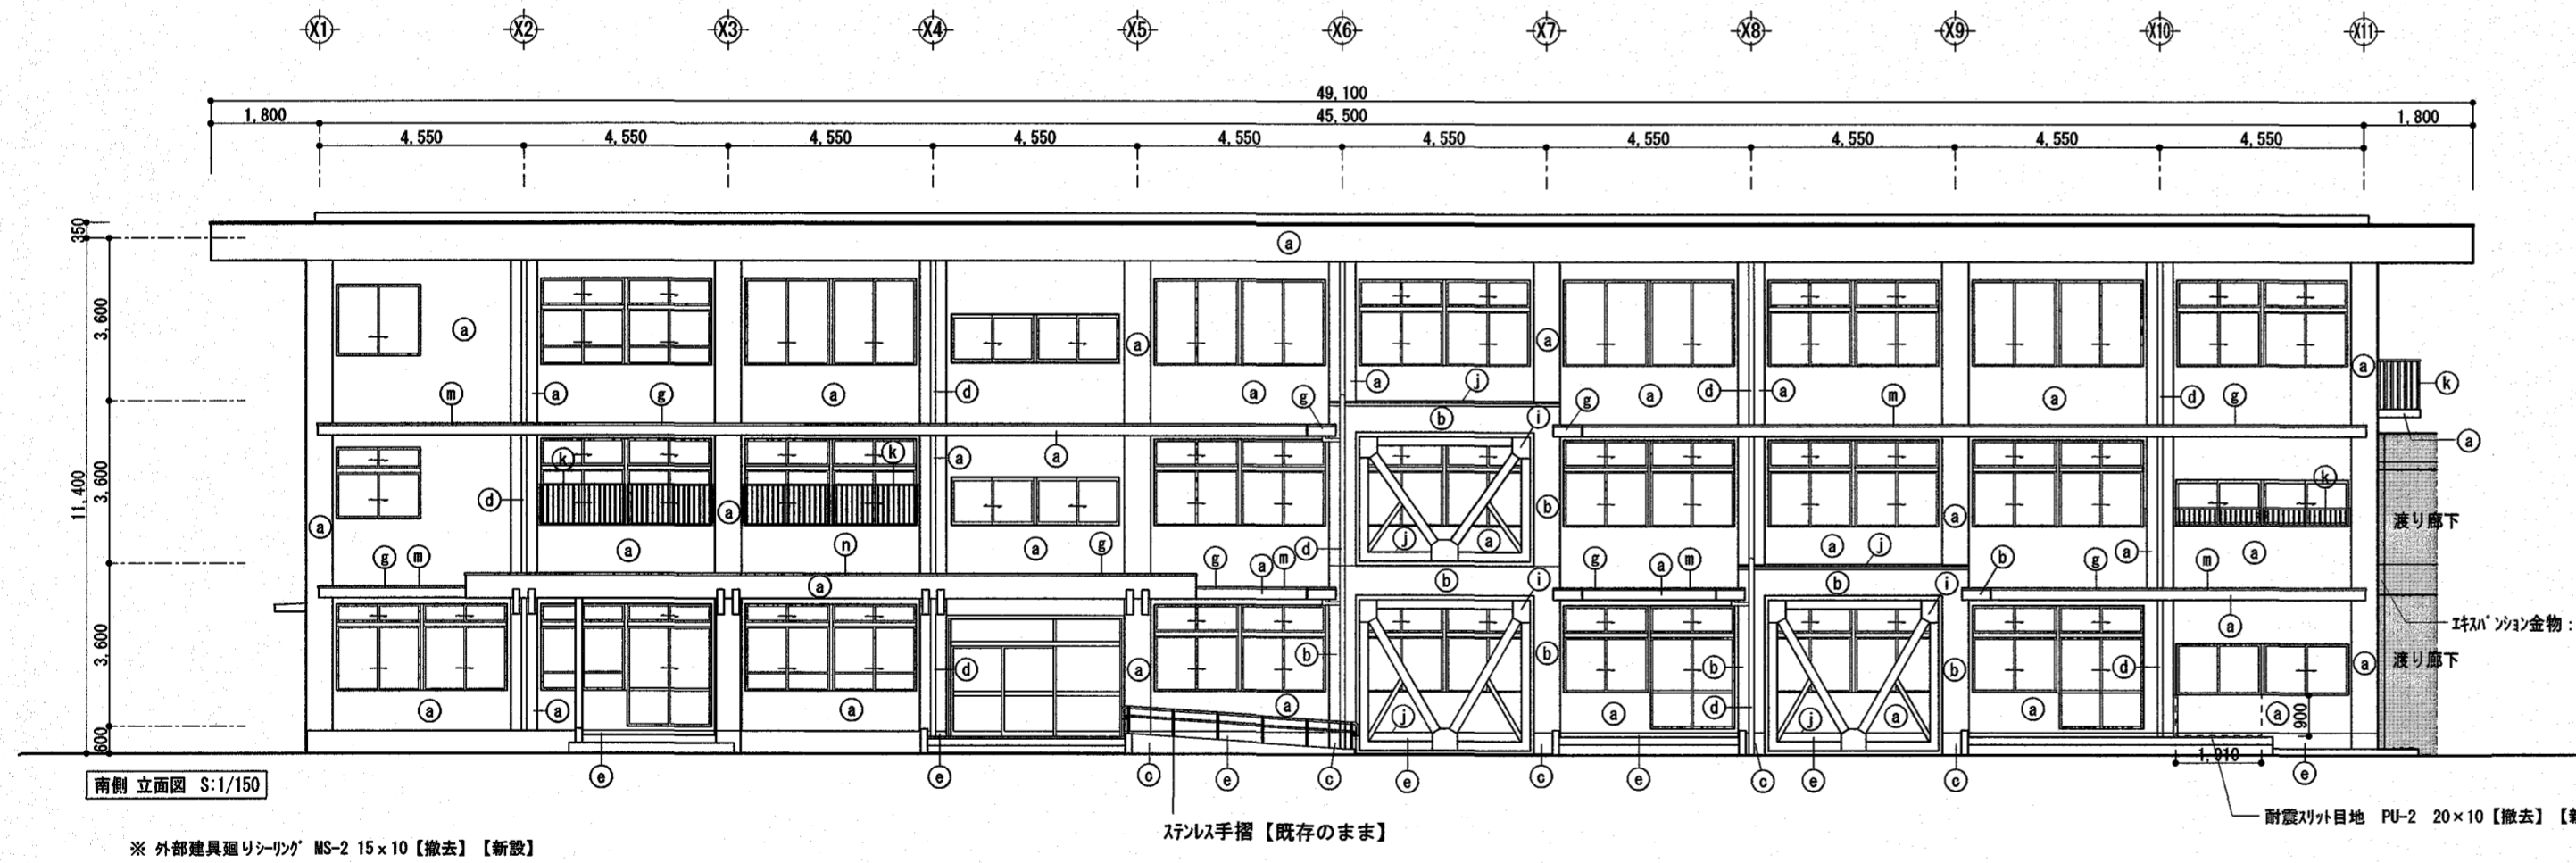 X1 X2 X3 X4 X5 X6 X7 X8 X9 X10 X11
49,100
1,800 45,500 1,800
4,550 4,550 4,550 4,550 4,550 4,550 4,550 4,550 4,550 4,550
350
a
3,600
a a a a
a a k
m a g a d a g a j g a d a m a g d
b i a
11,400
3,600
k k a a k
d a b a 渡り廊下
a a n a g d j a a j a a
g m a g a m b i g a m b b i g m
3,600
a エキスパンション金物:
a d a b b b b d a 渡り廊下
a a a a j a d j a a a 900
600
e e c e c e c e c e c 1,810 e
南側 立面図 S:1/150
耐震スリット目地 PU-2 20×10【撤去】【
ステンレス手摺【既存のまま】
※ 外部建具廻りシーリング MS-2 15×10【撤去】【新設】